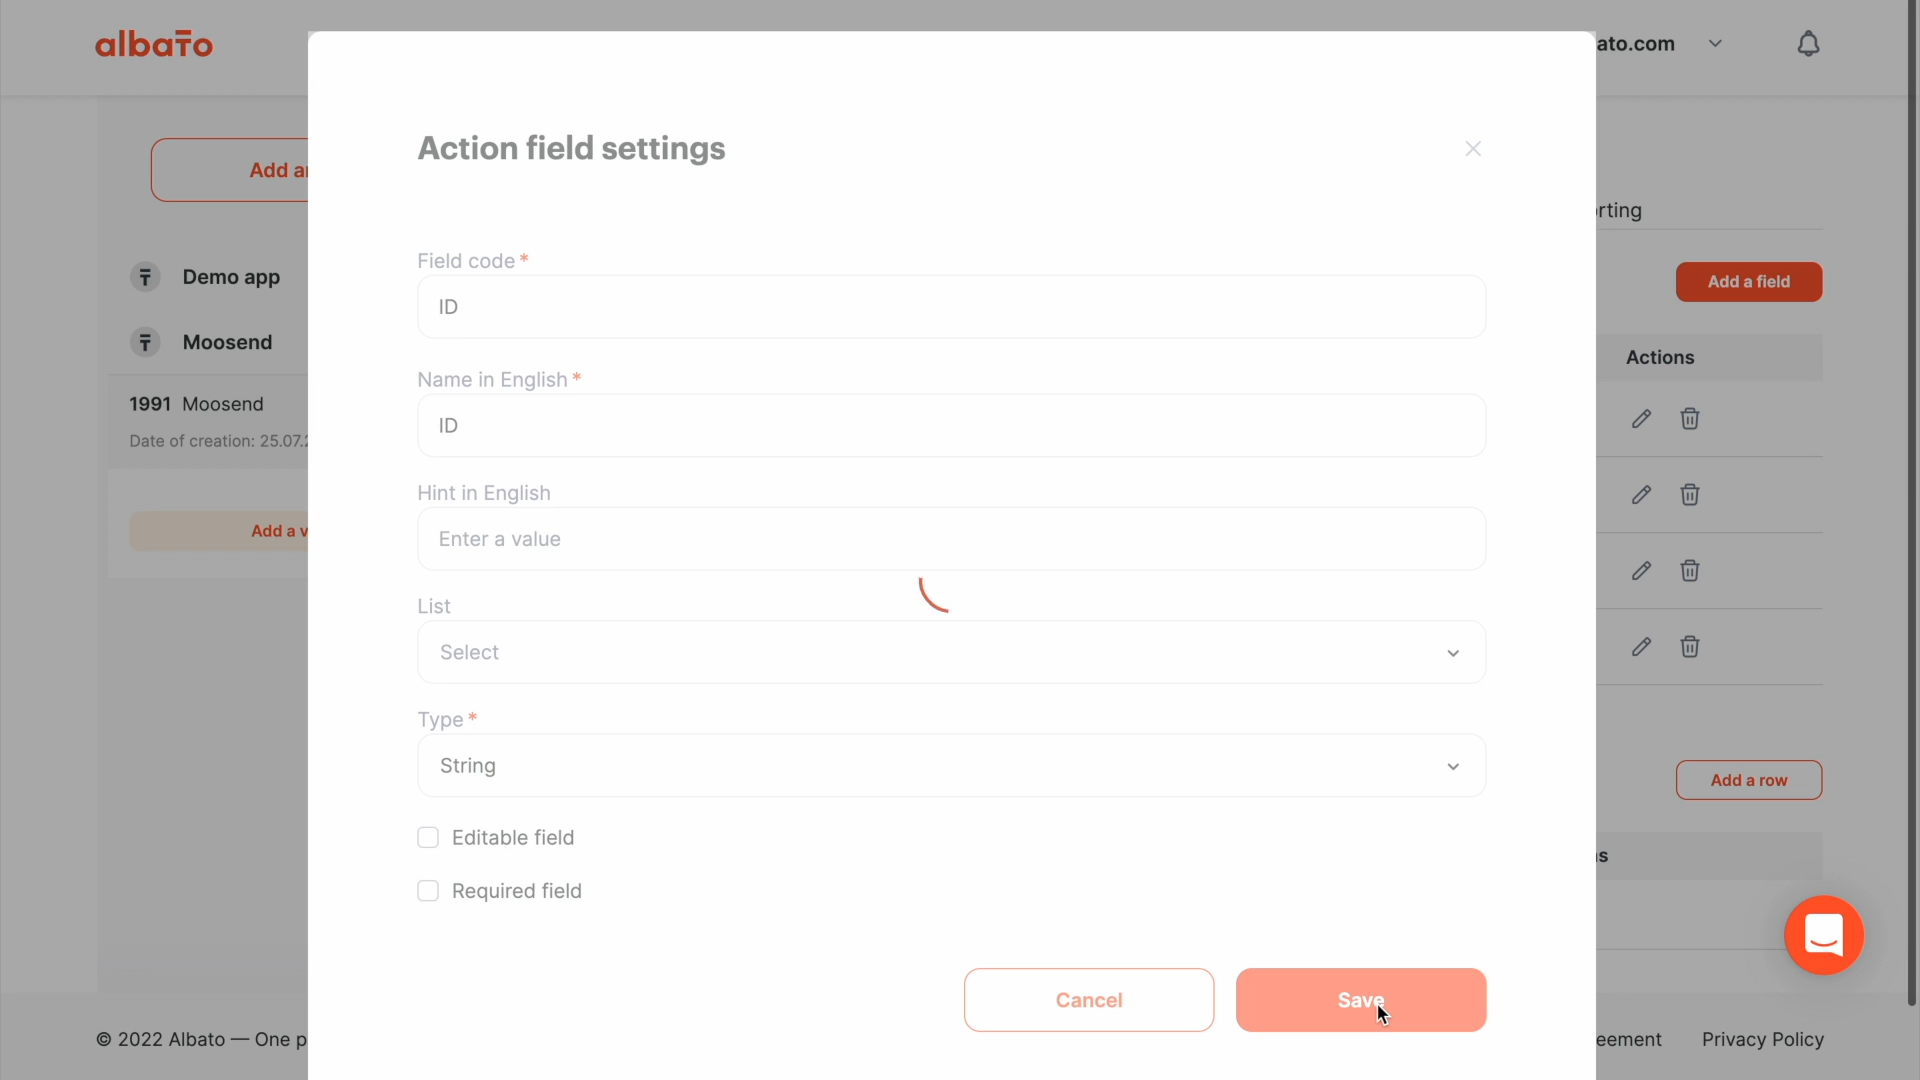 albato
ato.com
Action field settings
Add a
rting
Field code *
Add a field
ID
Demo app
Moosend
Actions
Name in English *
1991 Moosend
ID
Date of creation: 25.07.2
Hint in English
Add a v
Enter a value
List
Select
Type *
String
Add a row
Editable field
s
Required field
Cancel
Save
© 2022 Albato — One p
eement
Privacy Policy